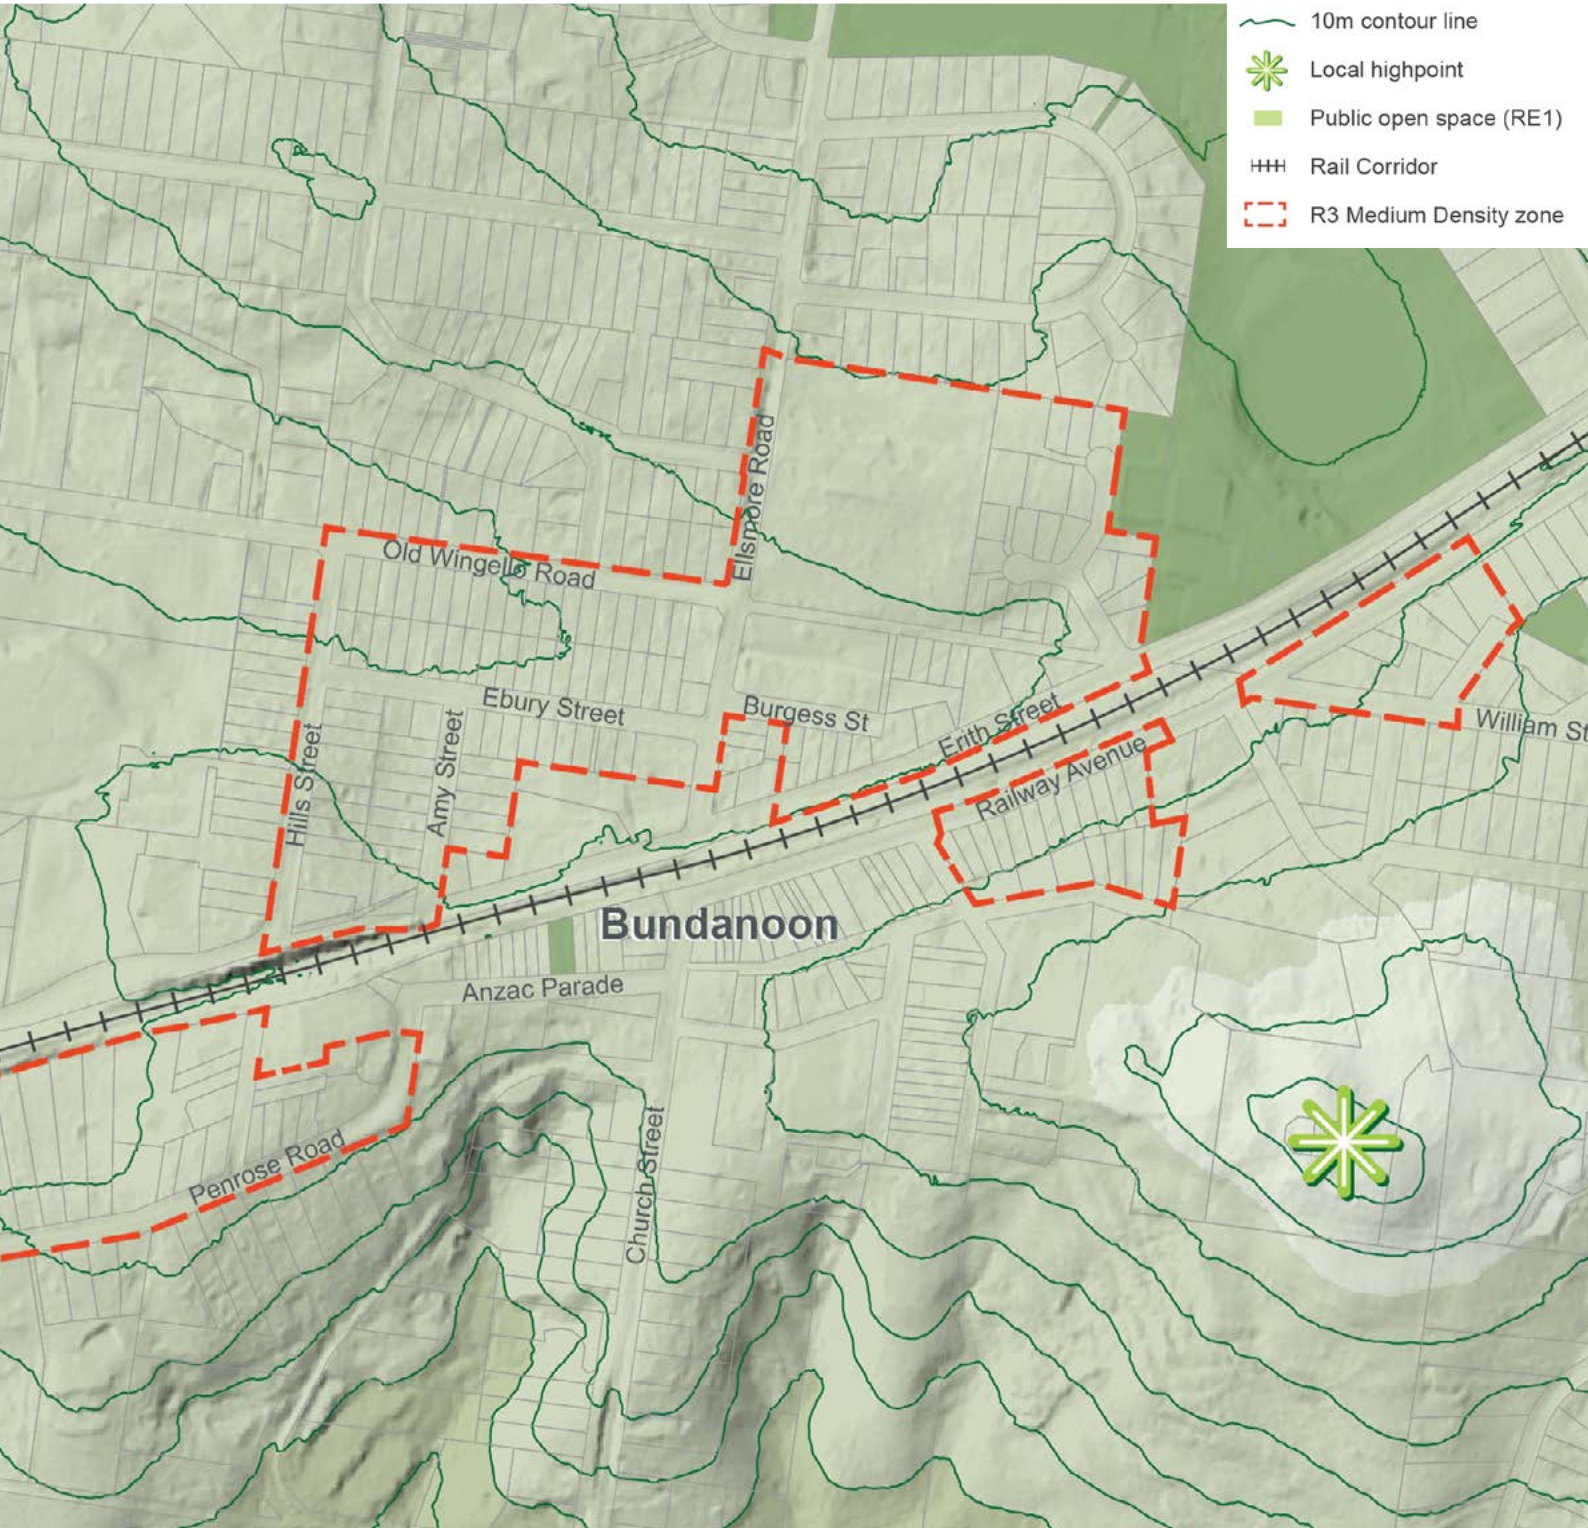 10m contour line
Local highpoint
Public open space (RE1)
Rail Corridor
R3 Medium Density zone
Ellsmore Road
Old Wingello Road
Ebury Street
Burgess St
Erith Street
William St
Railway Avenue
Hills Street
Amy Street
Bundanoon
Anzac Parade
Penrose Road
Church Street